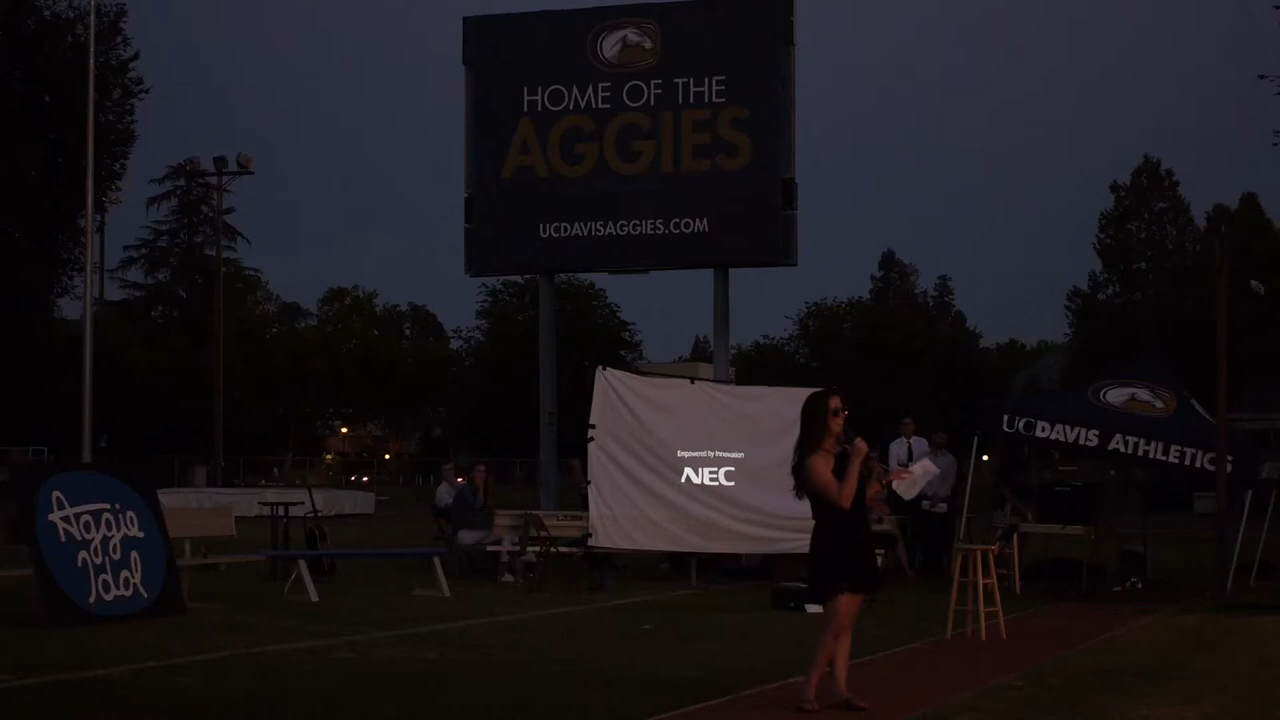 HOME OF THE
AGGIES
UCDAVISAGGIES.COM
Empowered by Innovation
NEC
UCDAVIS ATHLETICS
Aggie
Idol